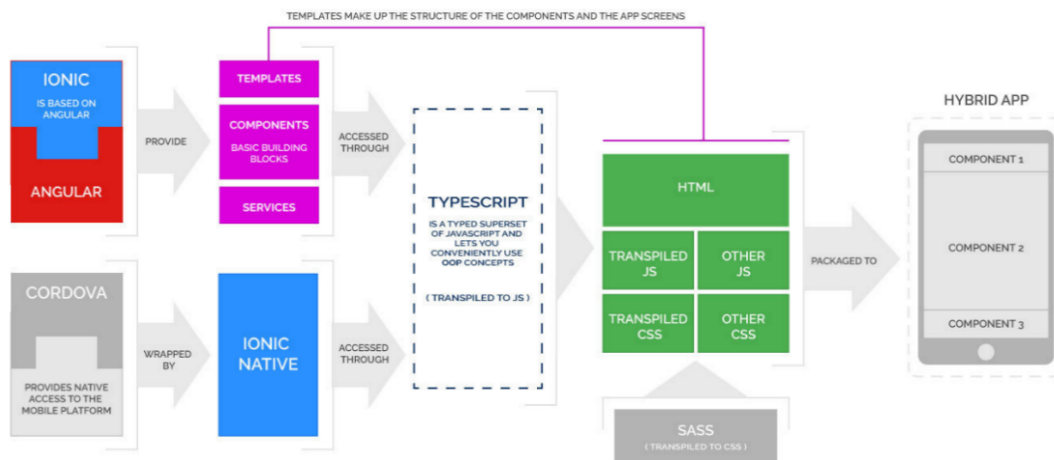 TEMPLATES MAKE UP THE STRUCTURE OF THE COMPONENTS AND THE APP SCREENS
IONIC
IS BASED ON
ANGULAR
ANGULAR
PROVIDE
TEMPLATES
COMPONENTS
BASIC BUILDING
BLOCKS
SERVICES
ACCESSED
THROUGH
CORDOVA
PROVIDES NATIVE
ACCESS TO THE
MOBILE PLATFORM
WRAPPED
BY
IONIC
NATIVE
ACCESSED
THROUGH
TYPESCRIPT
IS A TYPED SUPERSET
OF JAVASCRIPT AND
LETS YOU
CONVENIENTLY USE
OOP CONCEPTS
( TRANSPILED TO JS )
HTML
TRANSPILED
JS
OTHER
JS
TRANSPILED
CSS
OTHER
CSS
SASS
( TRANSPILED TO CSS )
PACKAGED TO
HYBRID APP
COMPONENT 1
COMPONENT 2
COMPONENT 3